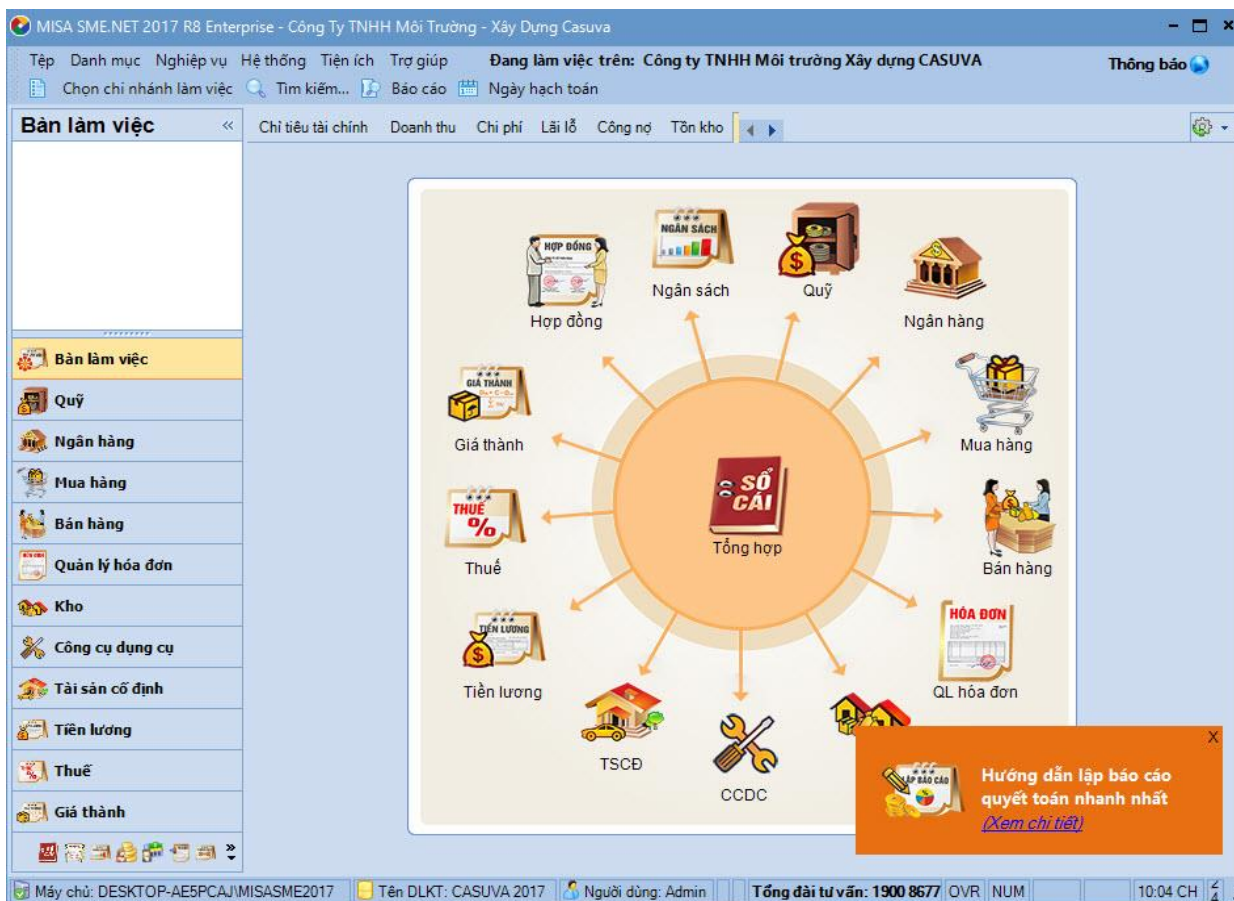 MISA SME.NET 2017 R8 Enterprise - Công Ty TNHH Môi Trường - Xây Dựng Casuva
Tệp Danh mục Nghiệp vụ Hệ thống Tiện ích Trợ giúp Đang làm việc trên: Công ty TNHH Môi trường Xây dựng CASUVA Thông báo
Chọn chi nhánh làm việc Tìm kiếm... Báo cáo Ngày hạch toán
Bàn làm việc «
Chỉ tiêu tài chính Doanh thu Chi phí Lãi lỗ Công nợ Tồn kho
HỢP ĐỒNG
Hợp đồng
NGÂN SÁCH
Ngân sách
Quỹ
Ngân hàng
Mua hàng
Bán hàng
HÓA ĐƠN
QL hóa đơn
CCDC
TSCĐ
TIỀN LƯƠNG
Tiền lương
THUẾ
%
Thuế
GIÁ THÀNH
Giá thành
SỔ
CÁI
Tổng hợp
Bàn làm việc
Quỹ
Ngân hàng
Mua hàng
Bán hàng
Quản lý hóa đơn
Kho
Công cụ dụng cụ
Tài sản cố định
Tiền lương
Thuế
Giá thành
X
LẬP BÁO CÁO
Hướng dẫn lập báo cáo
quyết toán nhanh nhất
(Xem chi tiết)
Máy chủ: DESKTOP-AE5PCAJ\MISASME2017 Tên DLKT: CASUVA 2017 Người dùng: Admin Tổng đài tư vấn: 1900 8677 OVR NUM 10:04 CH